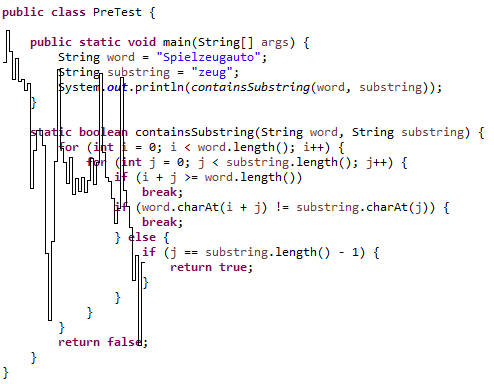 public class PreTest {
public static void main(String[] args) {
String word = "Spielzeugauto";
String substring = "zeug";
System.out.println(containsSubstring(word, substring));
}
static boolean containsSubstring(String word, String substring) {
for (int i = 0; i < word.length(); i++) {
for (int j = 0; j < substring.length(); j++) {
if (i + j >= word.length())
break;
if (word.charAt(i + j) != substring.charAt(j)) {
break;
} else {
if (j == substring.length() - 1) {
return true;
}
}
}
}
return false;
}
}